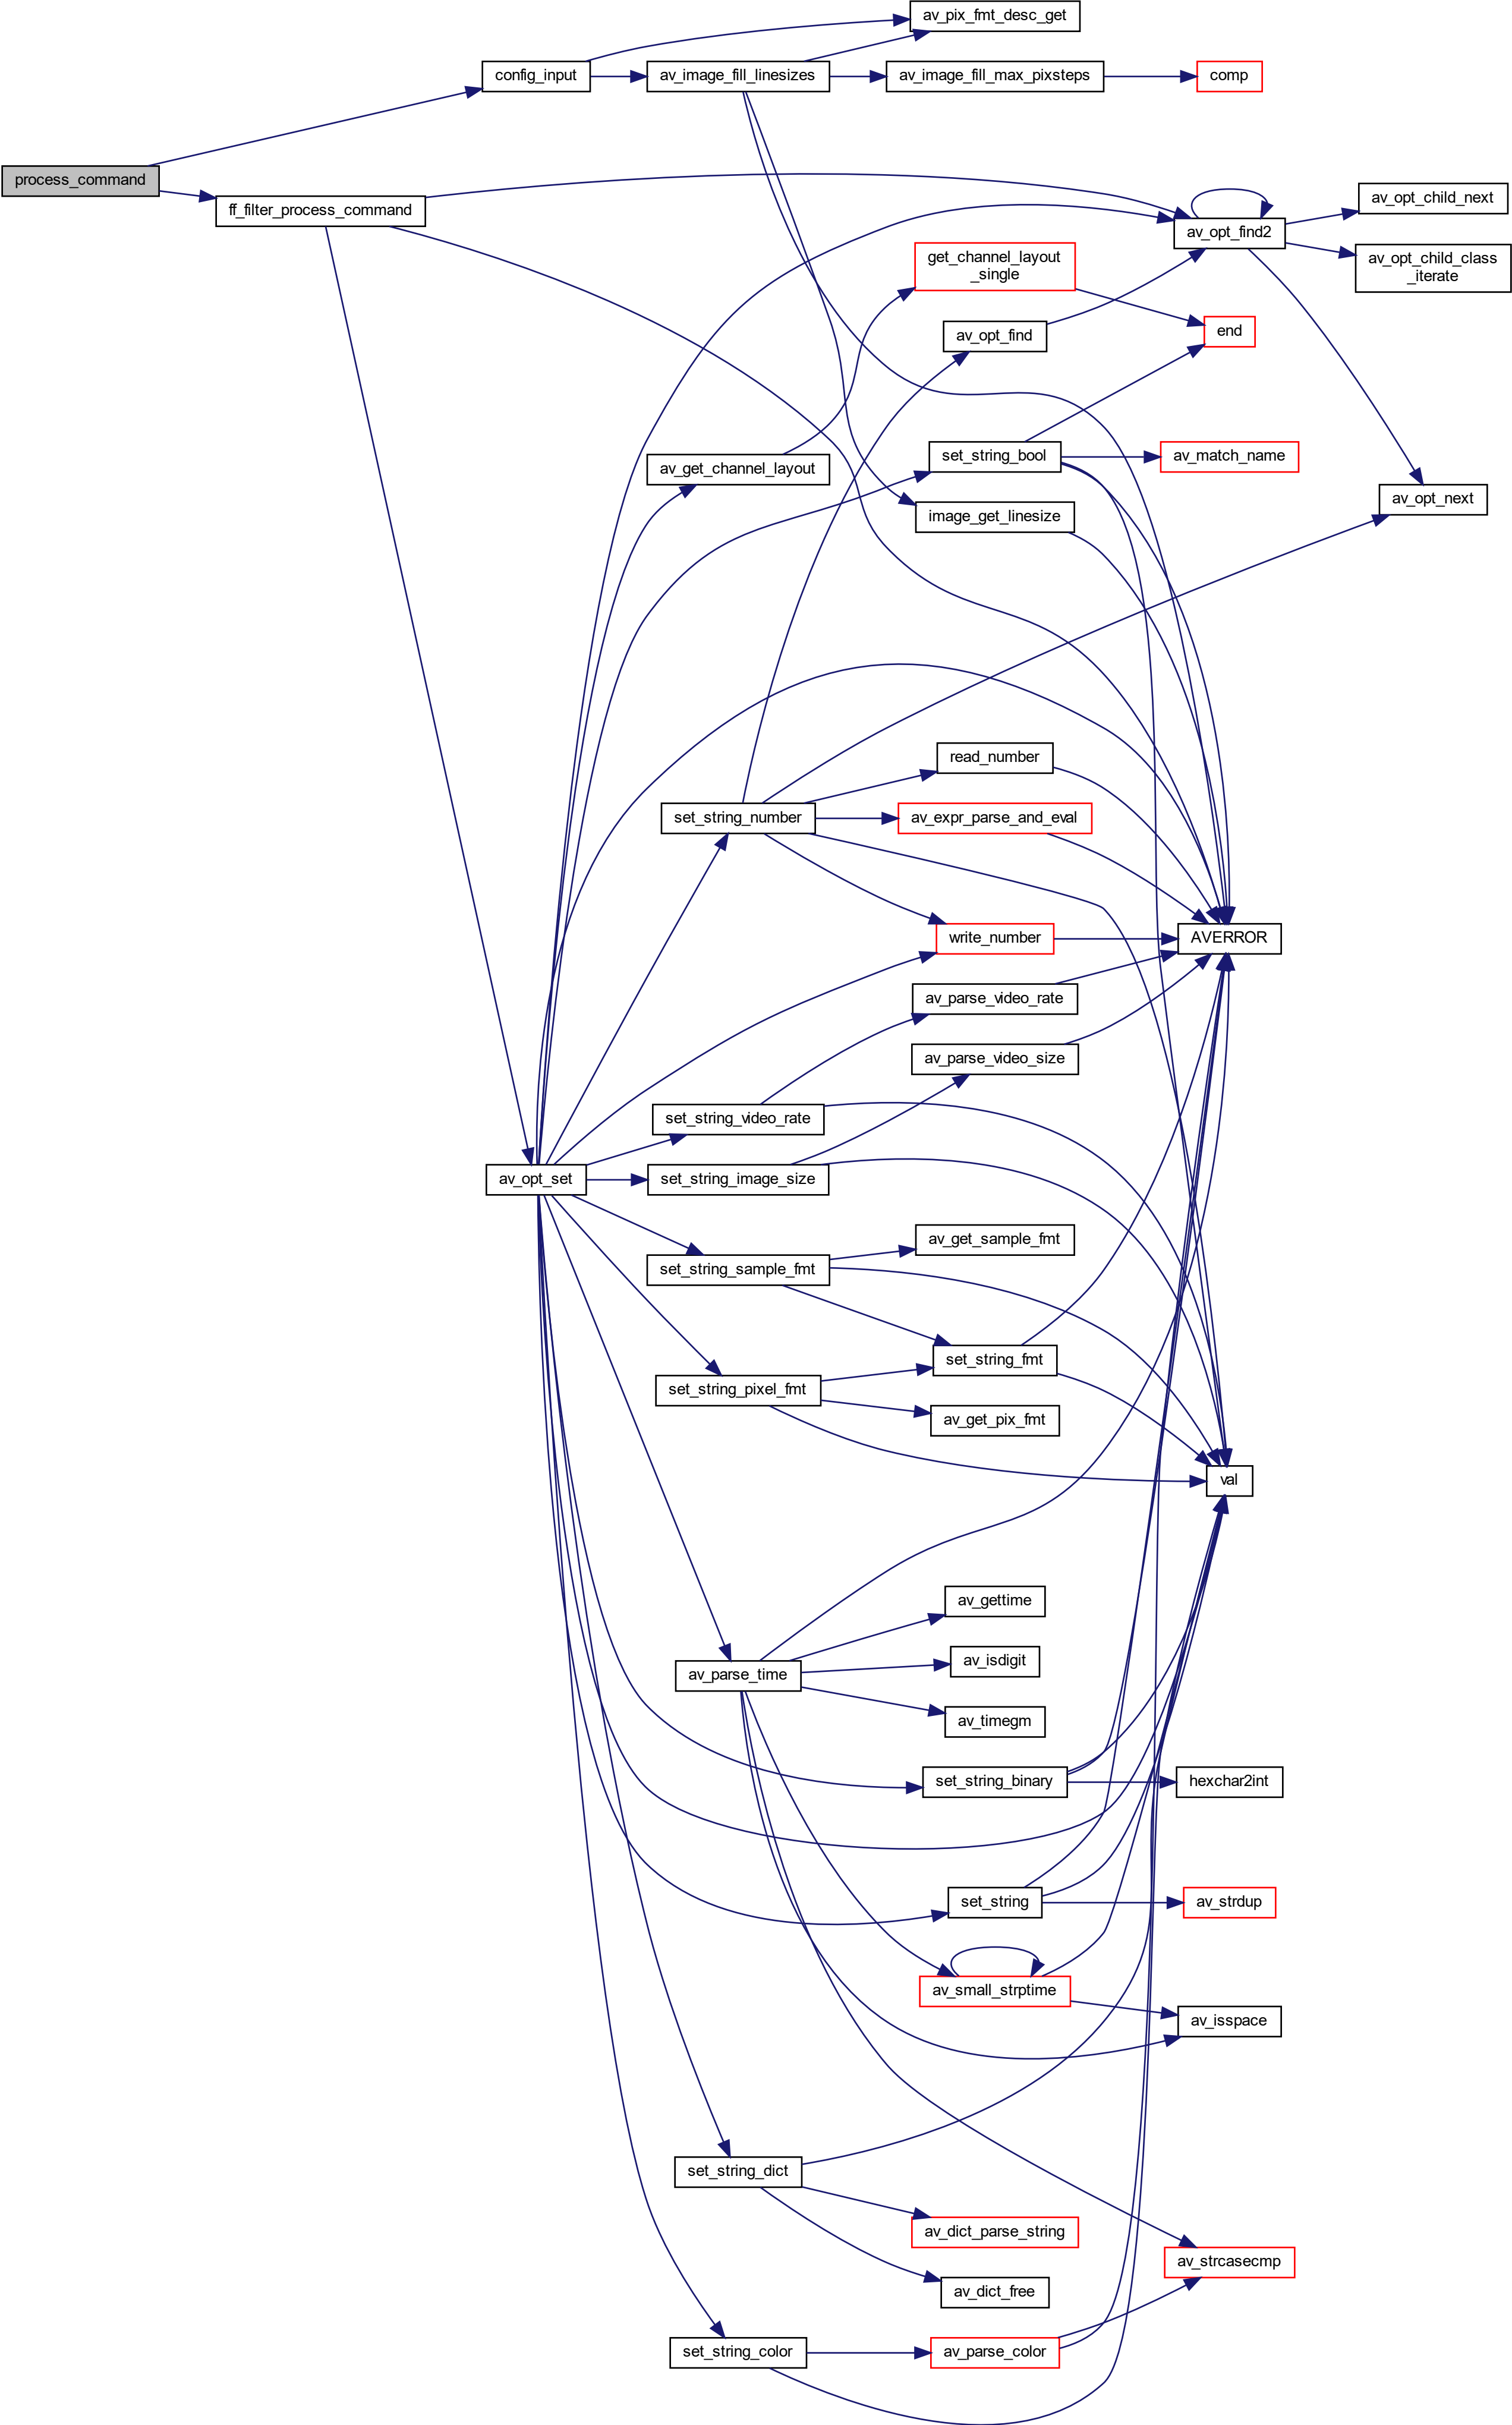 av_pix_fmt_desc_get
config_input
av_image_fill_linesizes
av_image_fill_max_pixsteps
comp
process_command
ff_filter_process_command
av_opt_child_next
av_opt_find2
get_channel_layout
_single
av_opt_child_class
_iterate
av_opt_find
end
av_get_channel_layout
set_string_bool
av_match_name
av_opt_next
image_get_linesize
read_number
set_string_number
av_expr_parse_and_eval
write_number
AVERROR
av_parse_video_rate
av_parse_video_size
set_string_video_rate
av_opt_set
set_string_image_size
av_get_sample_fmt
set_string_sample_fmt
set_string_fmt
set_string_pixel_fmt
av_get_pix_fmt
val
av_gettime
av_isdigit
av_parse_time
av_timegm
set_string_binary
hexchar2int
set_string
av_strdup
av_small_strptime
av_isspace
set_string_dict
av_dict_parse_string
av_strcasecmp
av_dict_free
set_string_color
av_parse_color